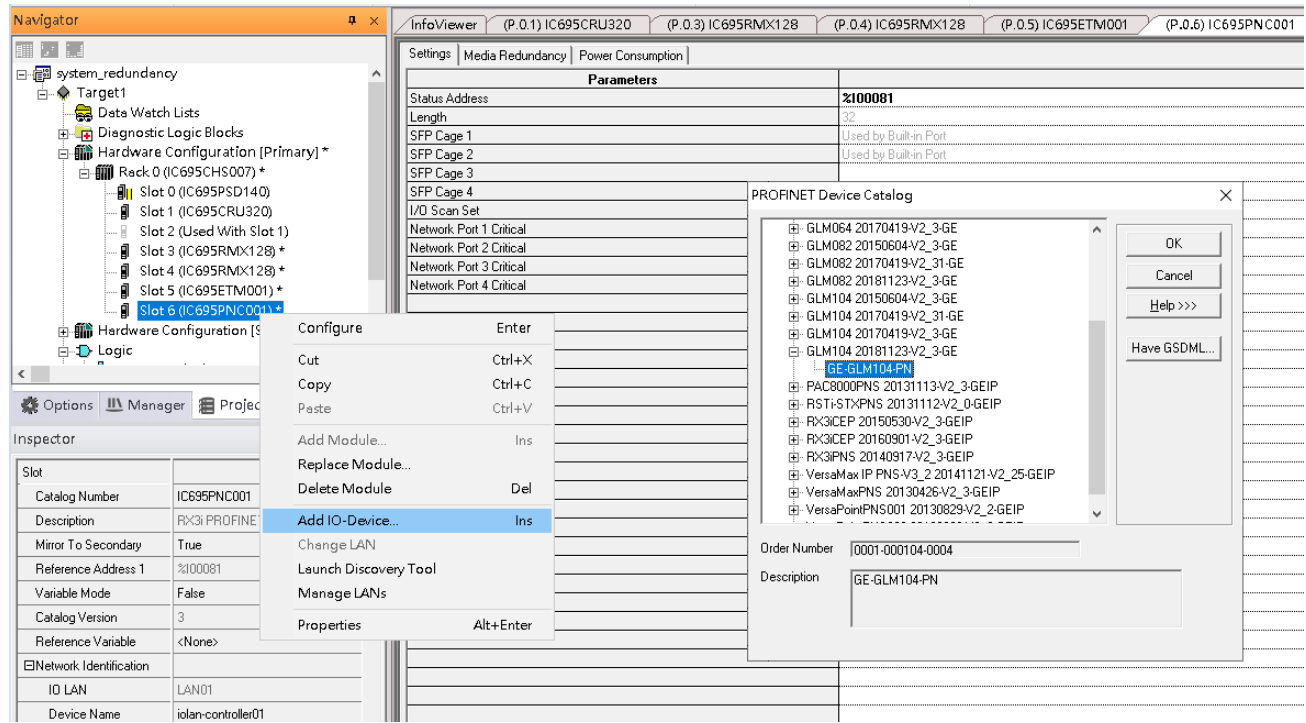 Navigator
InfoViewer
(P.0.1) IC695CRU320
(P.0.3) IC695RMX128
(P.0.4) IC695RMX128
(P.0.5) IC695ETM001
(P.0.6) IC695PNC001
system_redundancy
Target1
Data Watch Lists
Diagnostic Logic Blocks
Hardware Configuration [Primary] *
Rack 0 (IC695CHS007) *
Slot 0 (IC695PSD140)
Slot 1 (IC695CRU320)
Slot 2 (Used With Slot 1)
Slot 3 (IC695RMX128) *
Slot 4 (IC695RMX128) *
Slot 5 (IC695ETM001) *
Slot 6 (IC695PNC001) *
Hardware Configuration [S
Logic
Options
Manager
Projec
Inspector
Slot
Catalog Number IC695PNC001
Description RX3i PROFINE
Mirror To Secondary True
Reference Address 1 %I00081
Variable Mode False
Catalog Version 3
Reference Variable <None>
Network Identification
IO LAN LAN01
Device Name iolan-controller01
Settings
Media Redundancy
Power Consumption
Parameters
Status Address %I00081
Length 32
SFP Cage 1 Used by Built-in Port
SFP Cage 2 Used by Built-in Port
SFP Cage 3
SFP Cage 4
I/O Scan Set
Network Port 1 Critical
Network Port 2 Critical
Network Port 3 Critical
Network Port 4 Critical
Configure Enter
Cut Ctrl+X
Copy Ctrl+C
Paste Ctrl+V
Add Module... Ins
Replace Module...
Delete Module Del
Add IO-Device... Ins
Change LAN
Launch Discovery Tool
Manage LANs
Properties Alt+Enter
PROFINET Device Catalog
GLM064 20170419-V2_3-GE
GLM082 20150604-V2_3-GE
GLM082 20170419-V2_31-GE
GLM082 20181123-V2_3-GE
GLM104 20150604-V2_3-GE
GLM104 20170419-V2_31-GE
GLM104 20170419-V2_3-GE
GLM104 20181123-V2_3-GE
GE-GLM104-PN
PAC8000PNS 20131113-V2_3-GEIP
RSTi-STXPNS 20131112-V2_0-GEIP
RX3iCEP 20150530-V2_3-GEIP
RX3iCEP 20160901-V2_3-GEIP
RX3iPNS 20140917-V2_3-GEIP
VersaMax IP PNS-V3_2 20141121-V2_25-GEIP
VersaMaxPNS 20130426-V2_3-GEIP
VersaPointPNS001 20130829-V2_2-GEIP
OK
Cancel
Help >>>
Have GSDML...
Order Number 0001-000104-0004
Description GE-GLM104-PN